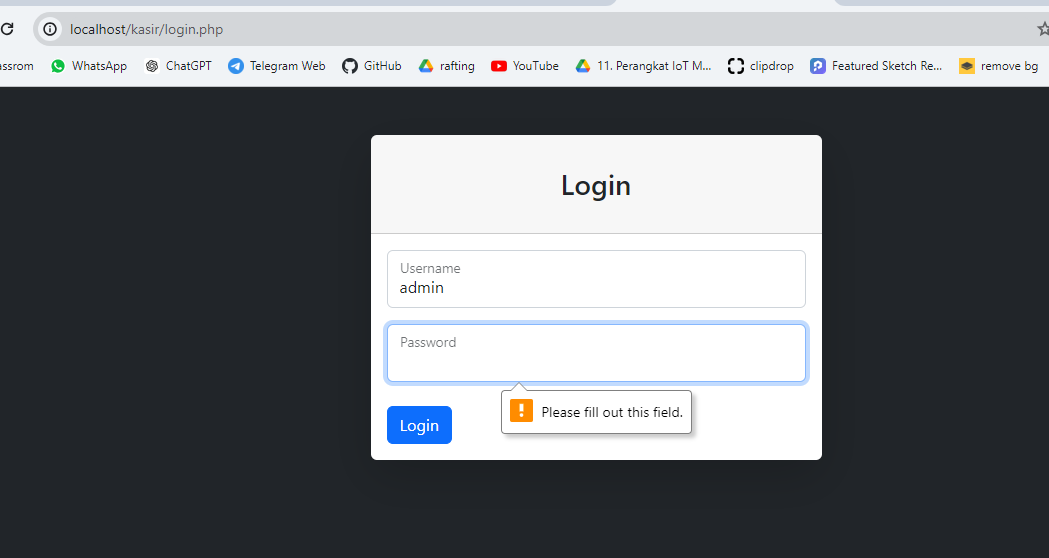 localhost/kasir/login.php
assrom WhatsApp ChatGPT Telegram Web GitHub rafting YouTube 11. Perangkat IoT M... clipdrop Featured Sketch Re... remove bg
Login
Username
admin
Password
Please fill out this field.
Login